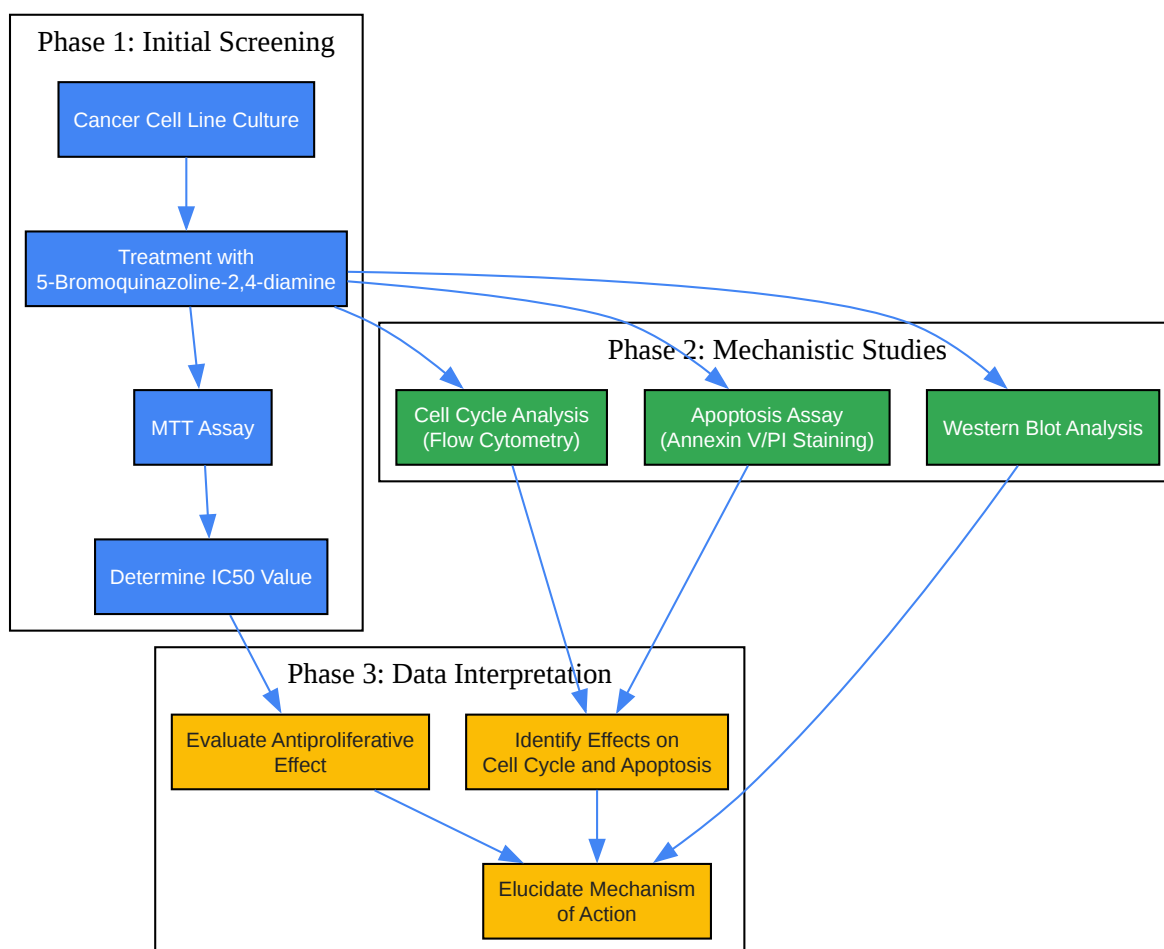 Phase 1: Initial Screening
Cancer Cell Line Culture
Treatment with
5-Bromoquinazoline-2,4-diamine
MTT Assay
Determine IC50 Value
Phase 2: Mechanistic Studies
Cell Cycle Analysis
(Flow Cytometry)
Apoptosis Assay
(Annexin V/PI Staining)
Western Blot Analysis
Phase 3: Data Interpretation
Evaluate Antiproliferative
Effect
Identify Effects on
Cell Cycle and Apoptosis
Elucidate Mechanism
of Action